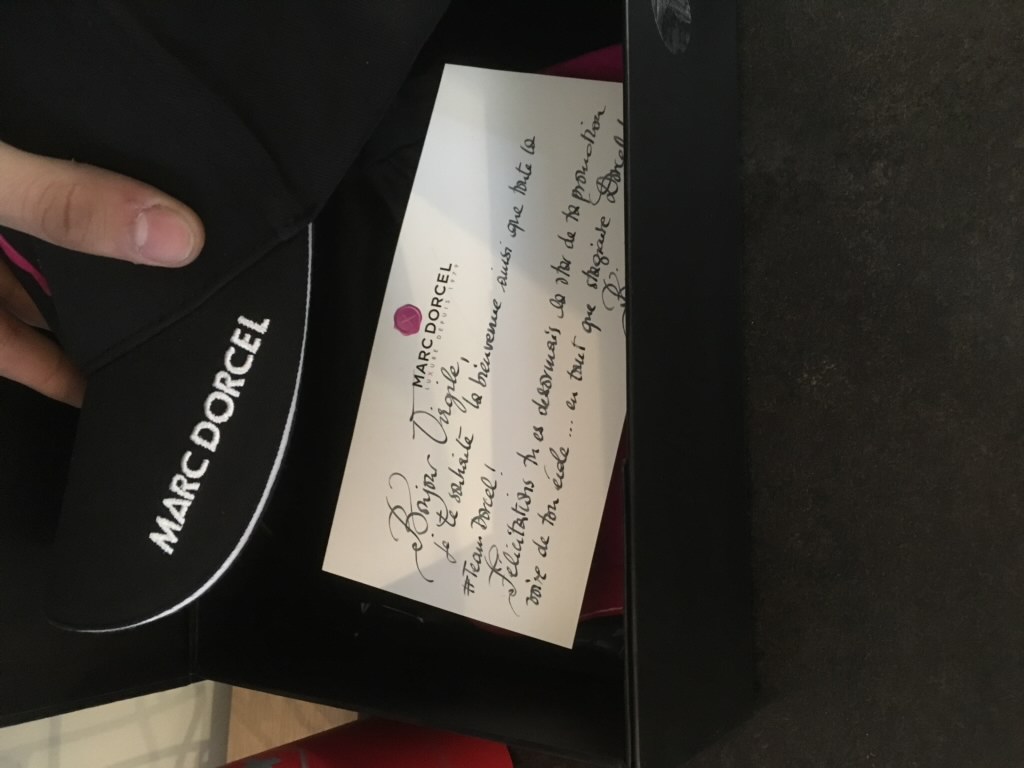 MARC DORCEL
MARC DORCEL
LUXURE DEPUIS 1979
Bonjour Virgile,
Je te souhaite la bienvenue ainsi que toute la
#Team Dorcel !
Félicitations tu es désormais la star de ta promotion
voire de ton école ... en tant que stagiaire Dorcel !